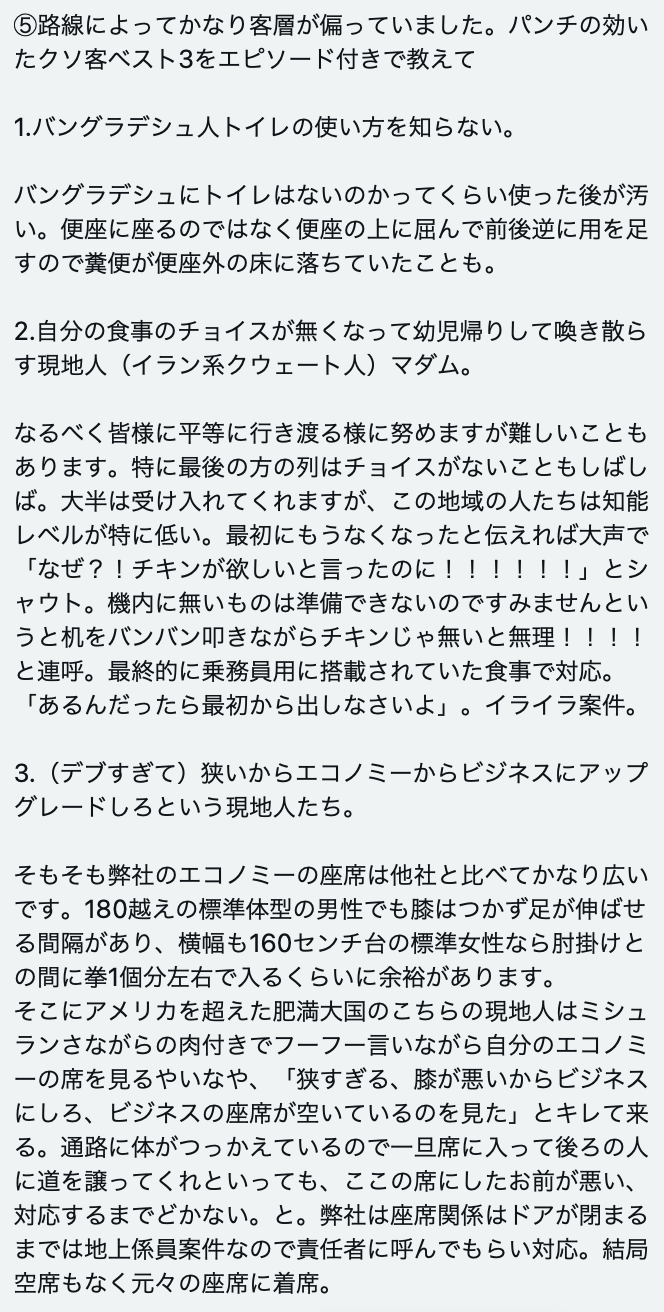 ⑤路線によってかなり客層が偏っていました。パンチの効い
たクソ客ベスト3をエピソード付きで教えて
1.バングラデシュ人トイレの使い方を知らない。
バングラデシュにトイレはないのかってくらい使った後が汚
い。便座に座るのではなく便座の上に屈んで前後逆に用を足
すので糞便が便座外の床に落ちていたことも。
2.自分の食事のチョイスが無くなって幼児帰りして喚き散ら
す現地人（イラン系クウェート人）マダム。
なるべく皆様に平等に行き渡る様に努めますが難しいことも
あります。特に最後の方の列はチョイスがないこともしばし
ば。大半は受け入れてくれますが、この地域の人たちは知能
レベルが特に低い。最初にもうなくなったと伝えれば大声で
「なぜ？！チキンが欲しいと言ったのに！！！！！！」とシ
ャウト。機内に無いものは準備できないのですみませんとい
うと机をバンバン叩きながらチキンじゃ無いと無理！！！！
と連呼。最終的に乗務員用に搭載されていた食事で対応。
「あるんだったら最初から出しなさいよ」。イライラ案件。
3.（デブすぎて）狭いからエコノミーからビジネスにアップ
グレードしろという現地人たち。
そもそも弊社のエコノミーの座席は他社と比べてかなり広い
です。180越えの標準体型の男性でも膝はつかず足が伸ばせ
る間隔があり、横幅も160センチ台の標準女性なら肘掛けと
の間に拳1個分左右で入るくらいに余裕があります。
そこにアメリカを超えた肥満大国のこちらの現地人はミシュ
ランさながらの肉付きでフーフー言いながら自分のエコノミ
ーの席を見るやいなや、「狭すぎる、膝が悪いからビジネス
にしろ、ビジネスの座席が空いているのを見た」とキレて来
る。通路に体がつっかえているので一旦席に入って後ろの人
に道を譲ってくれといっても、ここの席にしたお前が悪い、
対応するまでどかない。と。弊社は座席関係はドアが閉まる
までは地上係員案件なので責任者に呼んでもらい対応。結局
空席もなく元々の座席に着席。